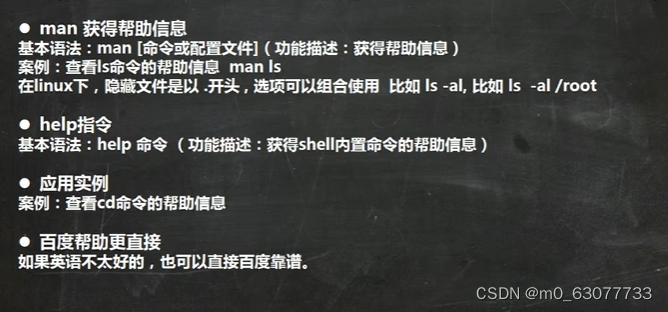 ● man 获得帮助信息
基本语法：man [命令或配置文件]（功能描述：获得帮助信息）
案例：查看ls命令的帮助信息 man ls
在linux下，隐藏文件是以 .开头，选项可以组合使用 比如 ls -al, 比如 ls -al /root
● help指令
基本语法：help 命令 （功能描述：获得shell内置命令的帮助信息）
● 应用实例
案例：查看cd命令的帮助信息
● 百度帮助更直接
如果英语不太好的，也可以直接百度靠谱。
CSDN @m0_63077733